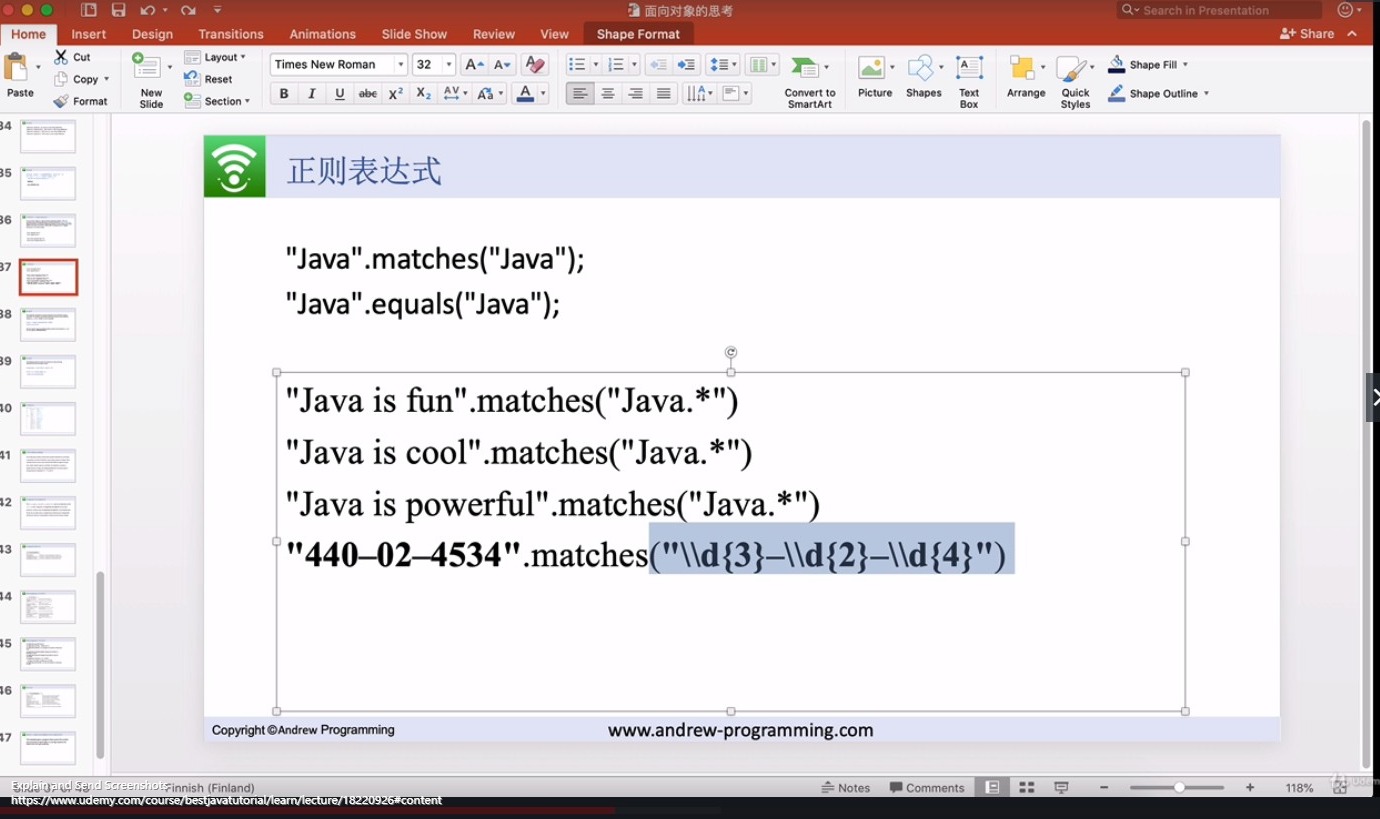 面向对象的思考
Search in Presentation
Home Insert Design Transitions Animations Slide Show Review View Shape Format Share
Paste
Cut
Copy
Format
New Slide
Layout
Reset
Section
Times New Roman 32
B I U abc X² X₂ AV Aa A
Convert to SmartArt
Picture
Shapes
Text Box
Arrange
Quick Styles
Shape Fill
Shape Outline
正则表达式
"Java".matches("Java");
"Java".equals("Java");
"Java is fun".matches("Java.*")
"Java is cool".matches("Java.*")
"Java is powerful".matches("Java.*")
"440–02–4534".matches("\\d{3}–\\d{2}–\\d{4}")
Copyright ©Andrew Programming
www.andrew-programming.com
34
35
36
37
38
39
40
41
42
43
44
45
46
47
Explain and Send Screenshots
Finnish (Finland)
Notes
Comments
118%
https://www.udemy.com/course/bestjavatutorial/learn/lecture/18220926#content